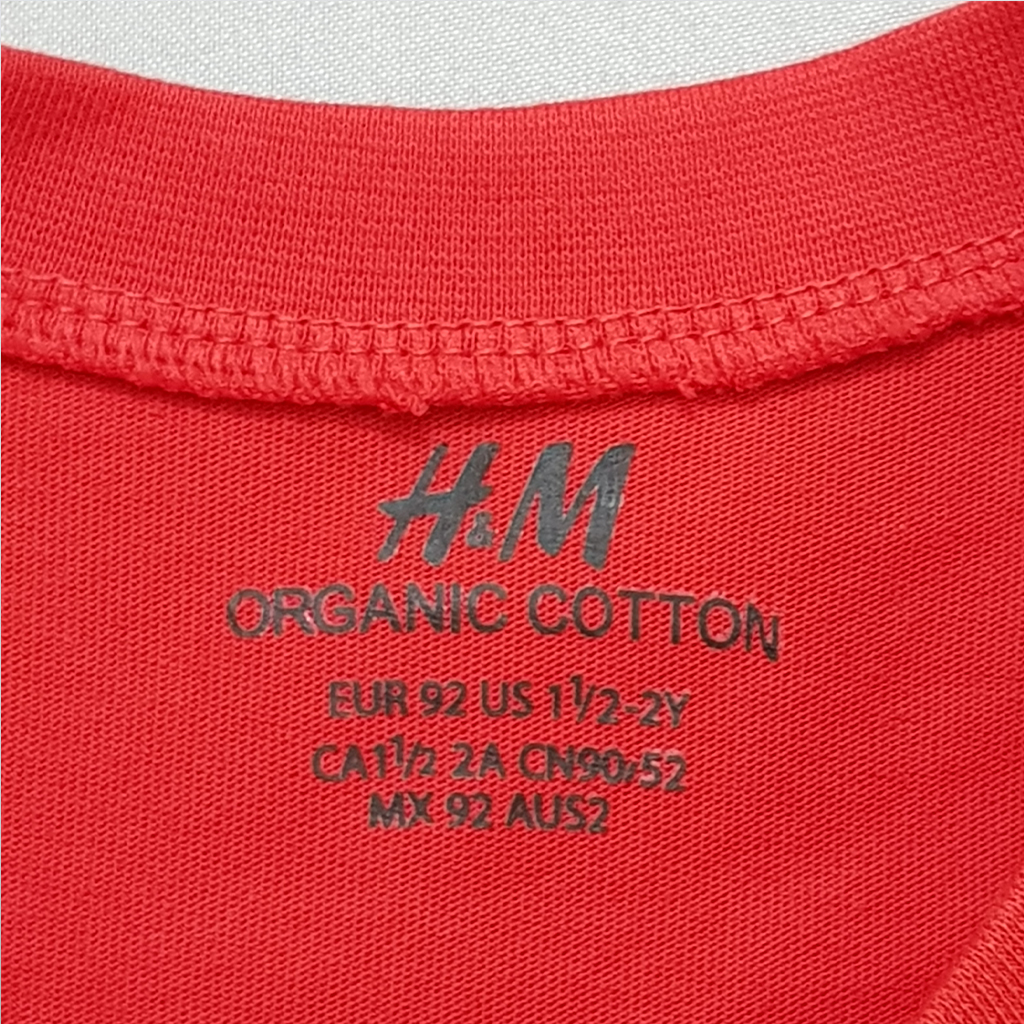 H&M
ORGANIC COTTON
EUR 92 US 1½-2Y
CA1½ 2A CN90/52
MX 92 AUS2